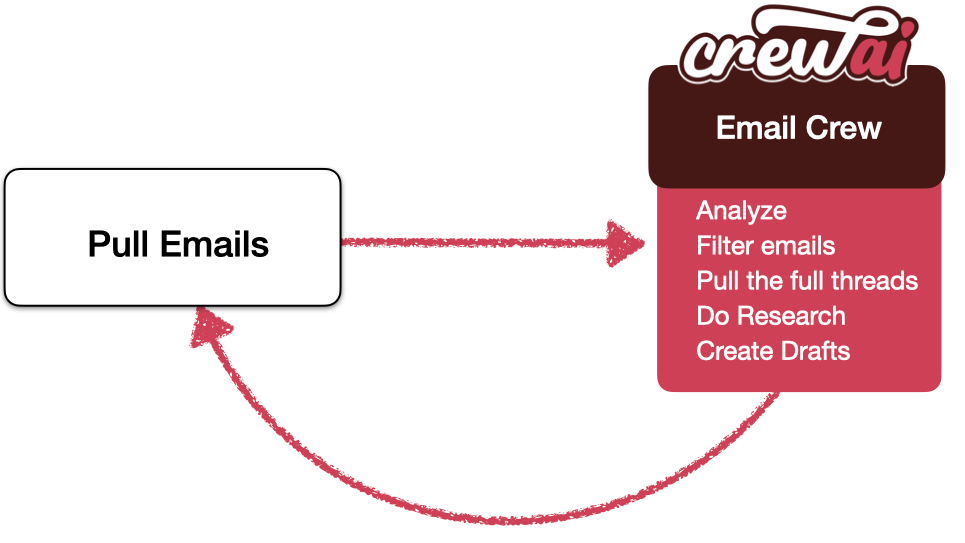 crewai
Email Crew
Pull Emails
Analyze
Filter emails
Pull the full threads
Do Research
Create Drafts